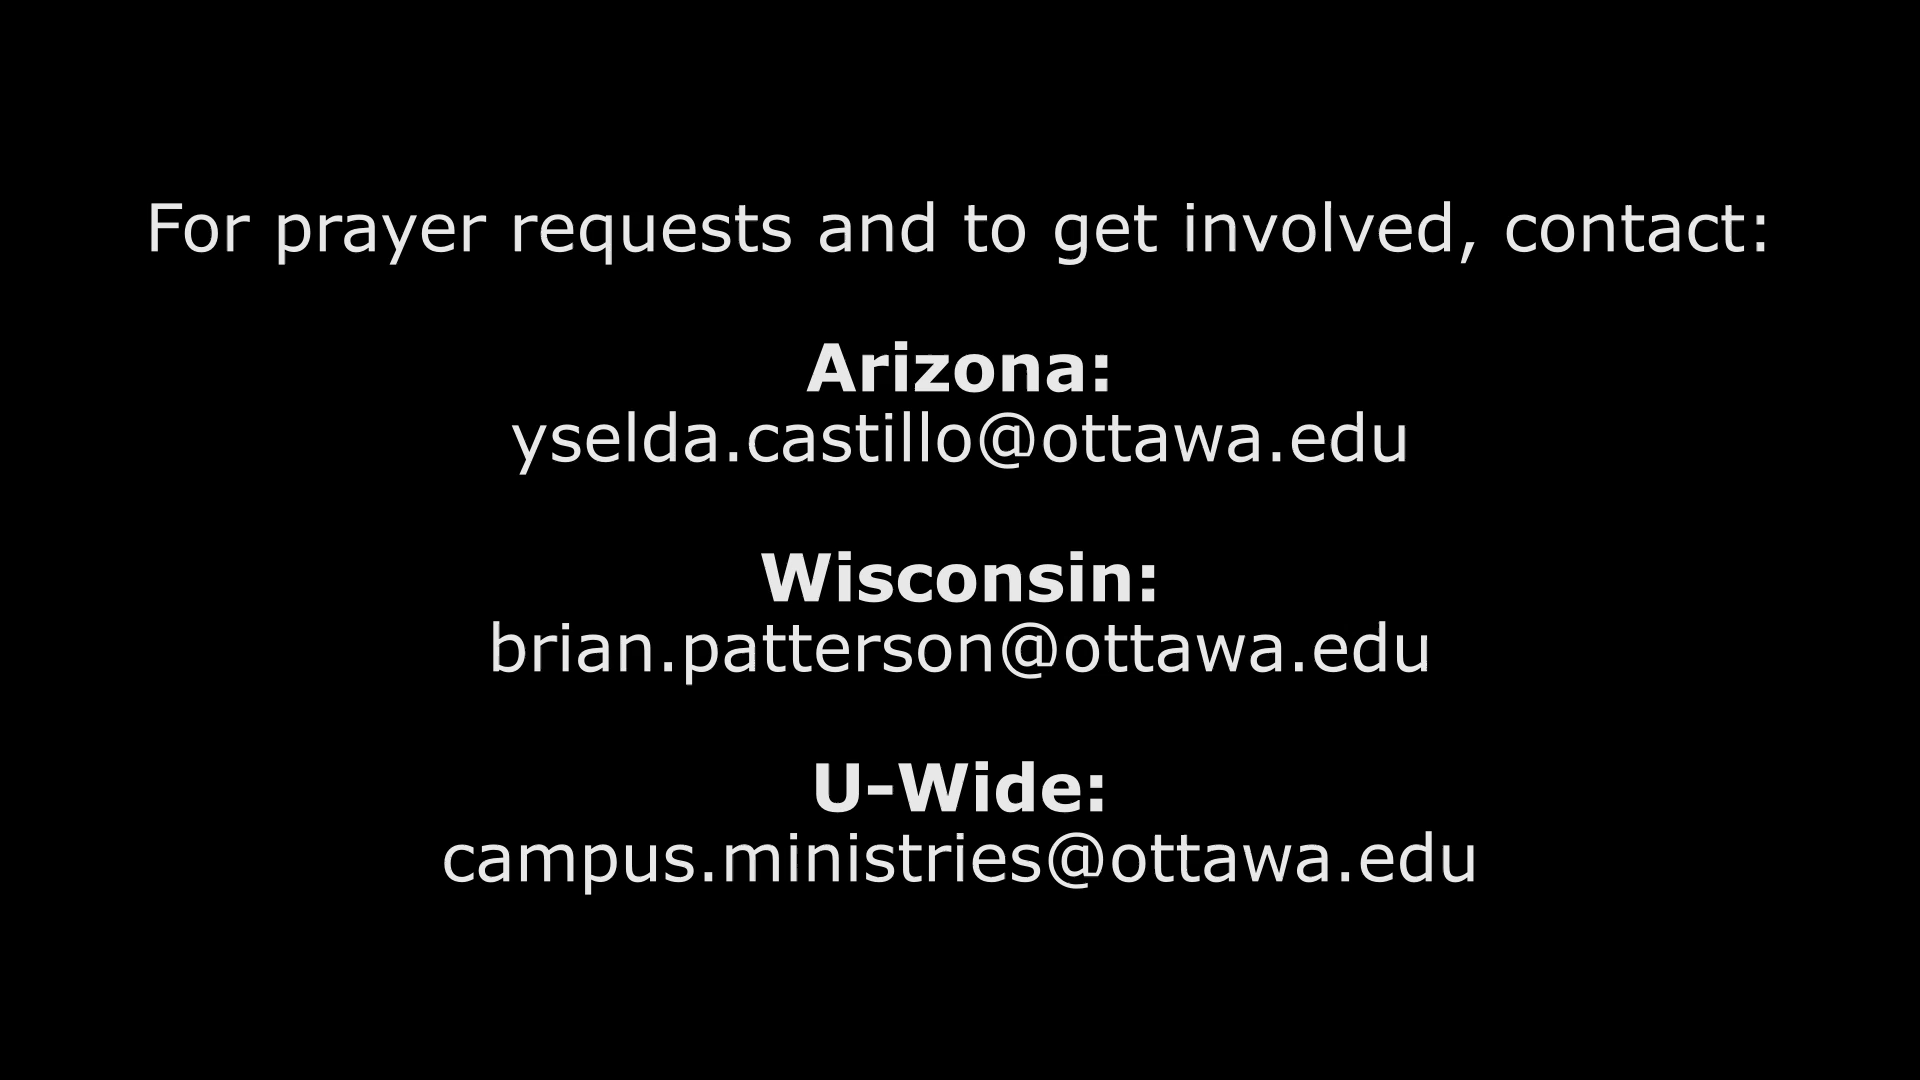 For prayer requests and to get involved, contact:
Arizona:
yselda.castillo@ottawa.edu
Wisconsin:
brian.patterson@ottawa.edu
U–Wide:
campus.ministries@ottawa.edu